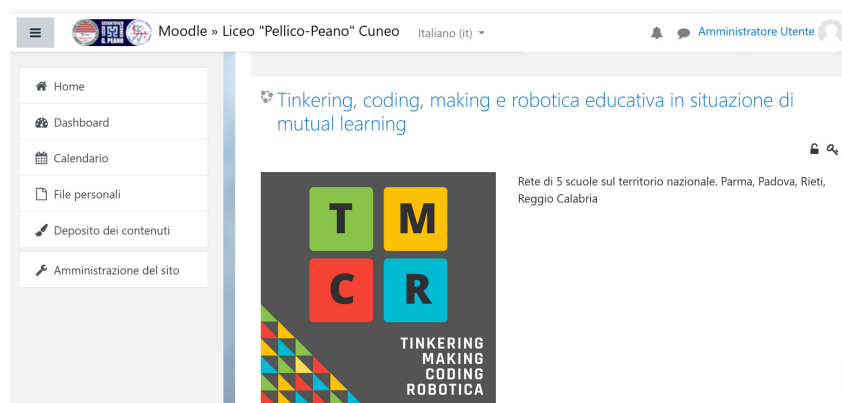 Moodle » Liceo "Pellico-Peano" Cuneo
Italiano (it)
Amministratore Utente
Home
Dashboard
Calendario
File personali
Deposito dei contenuti
Amministrazione del sito
Tinkering, coding, making e robotica educativa in situazione di
mutual learning
Rete di 5 scuole sul territorio nazionale. Parma, Padova, Rieti,
Reggio Calabria
T M
C R
TINKERING
MAKING
CODING
ROBOTICA